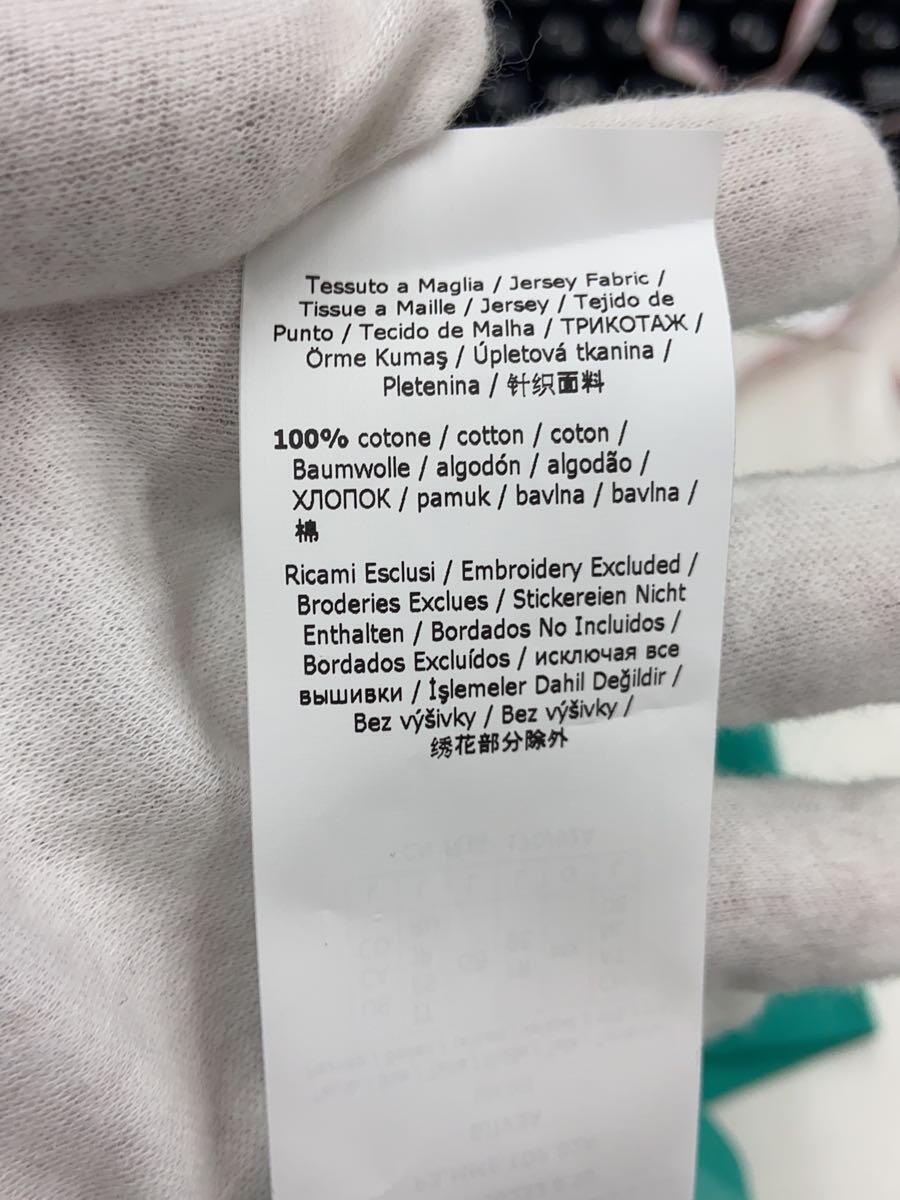 Tessuto a Maglia / Jersey Fabric /
Tissue a Maille / Jersey / Tejido de
Punto / Tecido de Malha / ТРИКОТАЖ /
Örme Kumaş / Úpletová tkanina /
Pletenina / 针织面料
100% cotone / cotton / coton /
Baumwolle / algodón / algodão /
ХЛОПОК / pamuk / bavlna / bavlna /
棉
Ricami Esclusi / Embroidery Excluded /
Broderies Exclues / Stickereien Nicht
Enthalten / Bordados No Incluidos /
Bordados Excluídos / исключая все
вышивки / İşlemeler Dahil Değildir /
Bez výšivky / Bez výšivky /
绣花部分除外